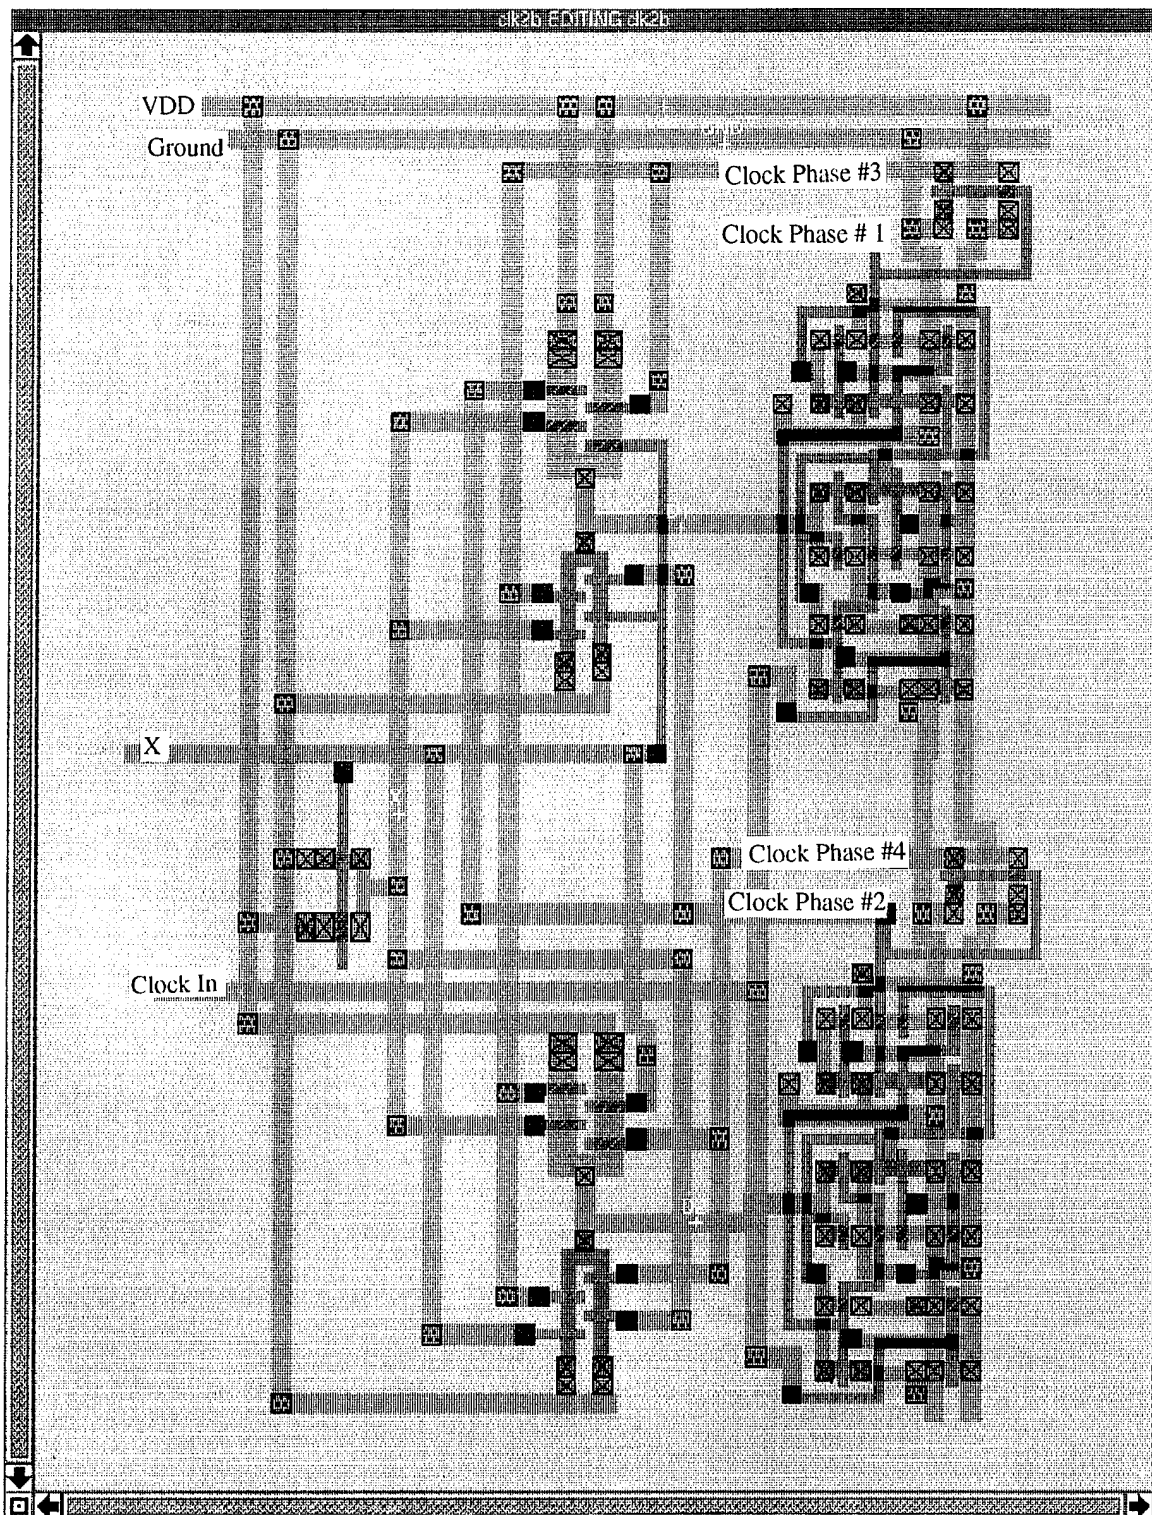 clk2b EDITING clk2b
VDD
Ground
Clock Phase #3
Clock Phase # 1
X
Clock Phase #4
Clock Phase #2
Clock In